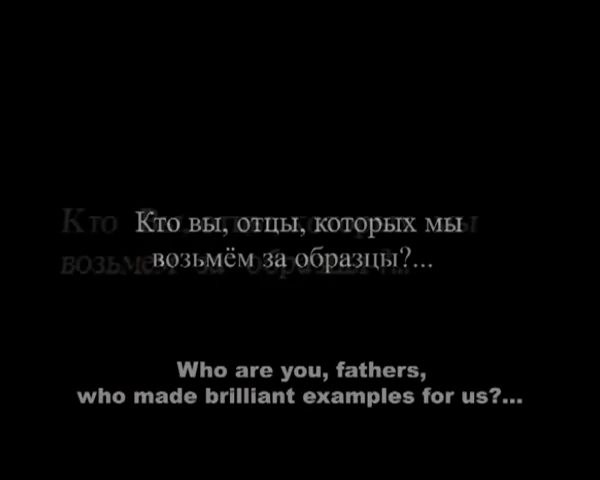 Кто вы, отцы, которых мы
возьмём за образцы?...
Who are you, fathers,
who made brilliant examples for us?...